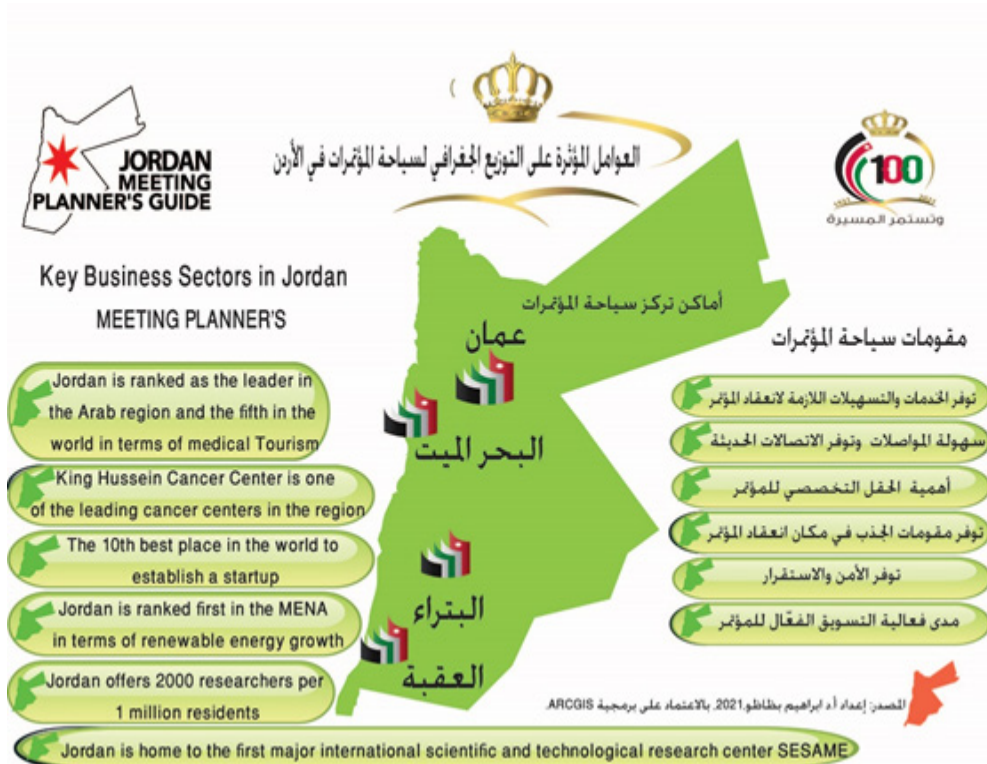 العوامل المؤثرة على التوزيع الجغرافي لسياحة المؤتمرات في الأردن
JORDAN
MEETING
PLANNER'S GUIDE
100
وتستمر المسيرة
Key Business Sectors in Jordan
MEETING PLANNER'S
Jordan is ranked as the leader in
the Arab region and the fifth in the
world in terms of medical Tourism
King Hussein Cancer Center is one
of the leading cancer centers in the region
The 10th best place in the world to
establish a startup
Jordan is ranked first in the MENA
in terms of renewable energy growth
Jordan offers 2000 researchers per
1 million residents
Jordan is home to the first major international scientific and technological research center SESAME
أماكن تركز سياحة المؤتمرات
عمان
البحر الميت
البتراء
العقبة
مقومات سياحة المؤتمرات
توفر الخدمات والتسهيلات اللازمة لانعقاد المؤتمر
سهولة المواصلات وتوفر الاتصالات الحديثة
أهمية الحقل التخصصي للمؤتمر
توفر مقومات الجذب في مكان انعقاد المؤتمر
توفر الأمن والاستقرار
مدى فعالية التسويق الفعّال للمؤتمر
المصدر: إعداد أ.د ابراهيم بظاظو,2021, بالاعتماد على برمجية ARCGIS.